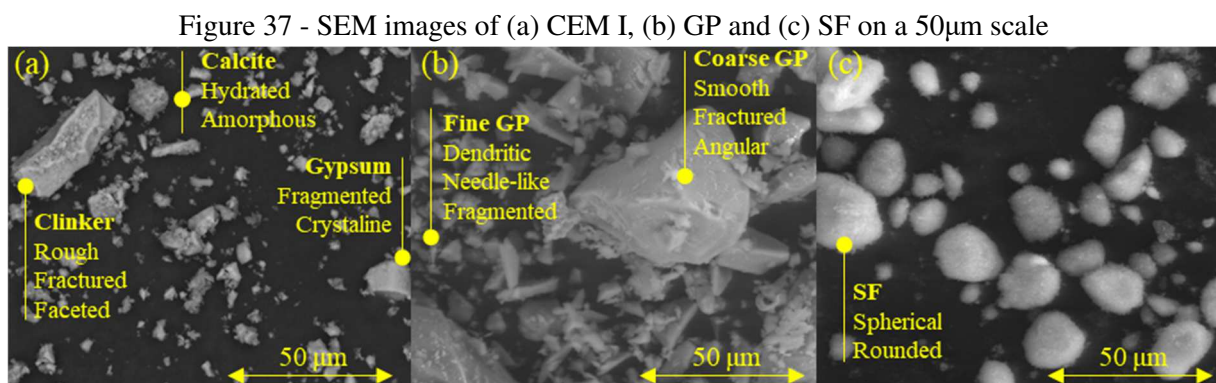 Figure 37 - SEM images of (a) CEM I, (b) GP and (c) SF on a 50μm scale
(a)
Calcite
Hydrated
Amorphous
Gypsum
Fragmented
Crystaline
Clinker
Rough
Fractured
Faceted
50 μm
(b)
Coarse GP
Smooth
Fractured
Angular
Fine GP
Dendritic
Needle-like
Fragmented
50 μm
(c)
SF
Spherical
Rounded
50 μm